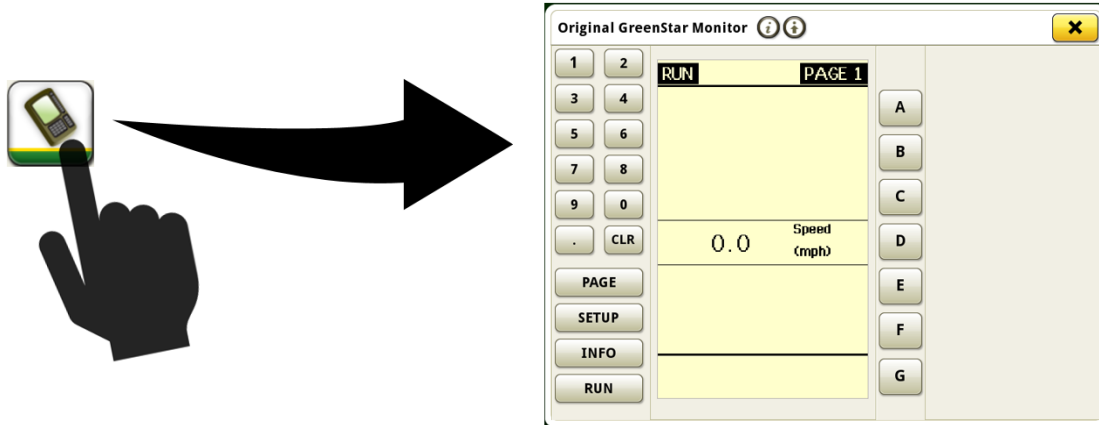 Original GreenStar Monitor
1 2
3 4
5 6
7 8
9 0
. CLR
PAGE
SETUP
INFO
RUN
RUN PAGE 1
0.0 Speed
(mph)
A
B
C
D
E
F
G